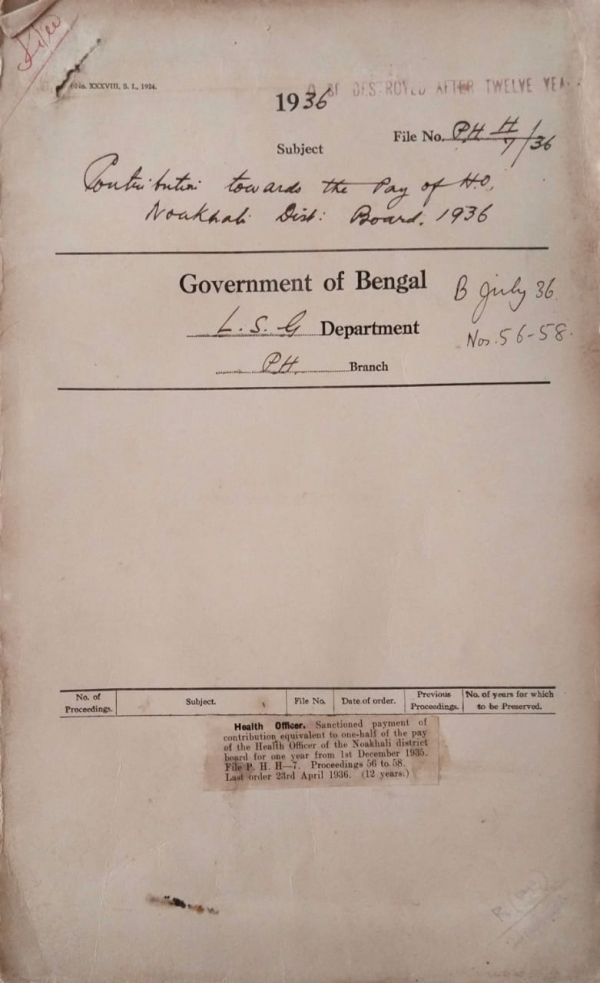 XXXVIII, S. I., 1924.
BE DESTROYED AFTER TWELVE YEA
1936
File No. PH H/7/36
Subject
Contribution towards the Pay of H.O,
Noakhali Dist: Board. 1936
Government of Bengal
L. S. G Department
PH. Branch
B July 36
Nos. 56-58.
No. of Proceedings. Subject. File No. Date of order. Previous Proceedings. No. of years for which to be Preserved.
Health Officer. Sanctioned payment of
contribution equivalent to one-half of the pay
of the Health Officer of the Noakhali district
board for one year from 1st December 1935.
File P. H. H—7. Proceedings 56 to 58.
Last order 23rd April 1936. (12 years.)